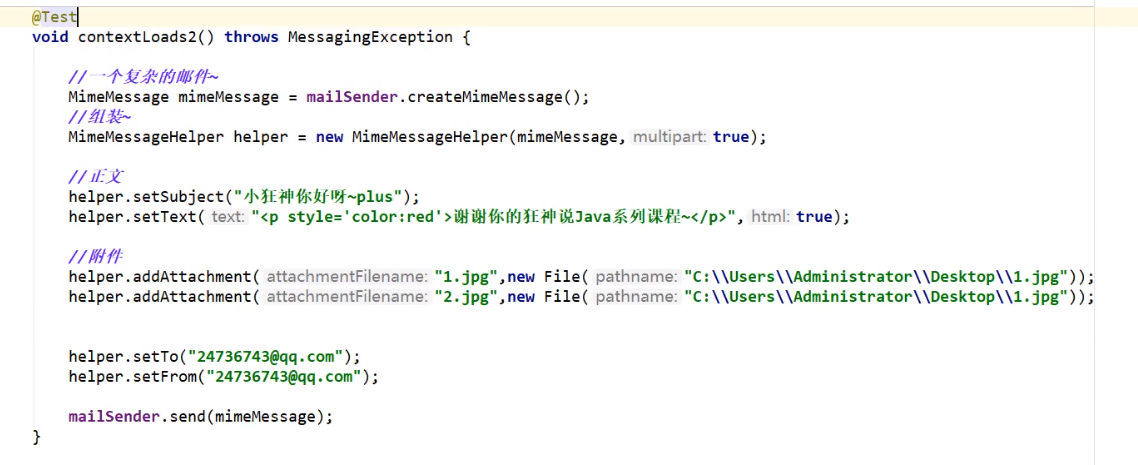 @Test
void contextLoads2() throws MessagingException {
//一个复杂的邮件~
MimeMessage mimeMessage = mailSender.createMimeMessage();
//组装~
MimeMessageHelper helper = new MimeMessageHelper(mimeMessage, multipart: true);
//正文
helper.setSubject("小狂神你好呀~plus");
helper.setText( text: "<p style='color:red'>谢谢你的狂神说Java系列课程~</p>", html: true);
//附件
helper.addAttachment( attachmentFilename: "1.jpg",new File( pathname: "C:\\Users\\Administrator\\Desktop\\1.jpg"));
helper.addAttachment( attachmentFilename: "2.jpg",new File( pathname: "C:\\Users\\Administrator\\Desktop\\1.jpg"));
helper.setTo("24736743@qq.com");
helper.setFrom("24736743@qq.com");
mailSender.send(mimeMessage);
}